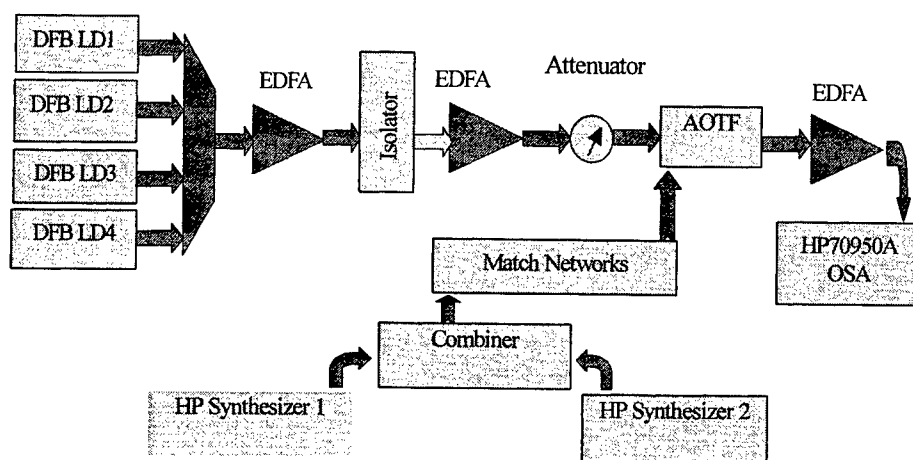 DFB LD1
DFB LD2
DFB LD3
DFB LD4
EDFA
Isolator
EDFA
Attenuator
AOTF
EDFA
HP70950A
OSA
Match Networks
Combiner
HP Synthesizer 1
HP Synthesizer 2